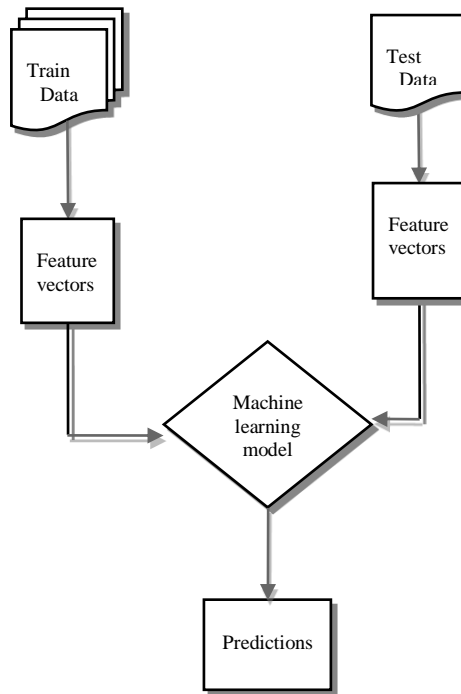 Train
Data
Test
Data
Feature
vectors
Feature
vectors
Machine
learning
model
Predictions